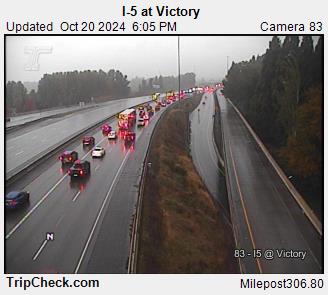 I-5 at Victory
Updated Oct 20 2024 6:05 PM Camera 83
N
83 - I5 @ Victory
TripCheck.com Milepost306.80